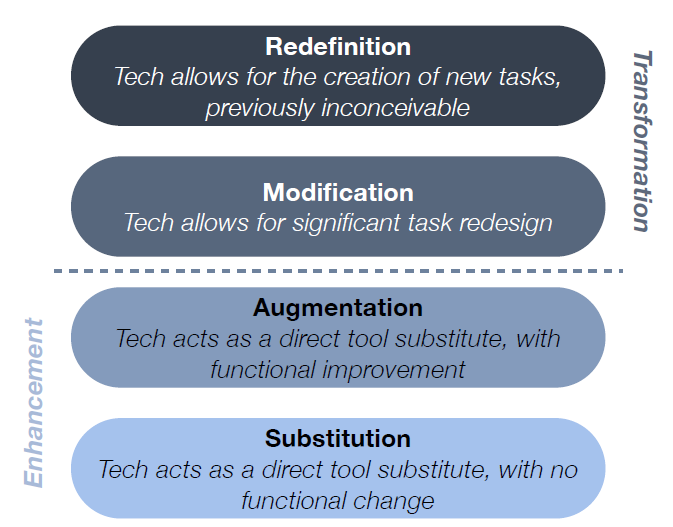 Redefinition
Tech allows for the creation of new tasks,
previously inconceivable
Transformation
Modification
Tech allows for significant task redesign
Augmentation
Tech acts as a direct tool substitute, with
functional improvement
Enhancement
Substitution
Tech acts as a direct tool substitute, with no
functional change